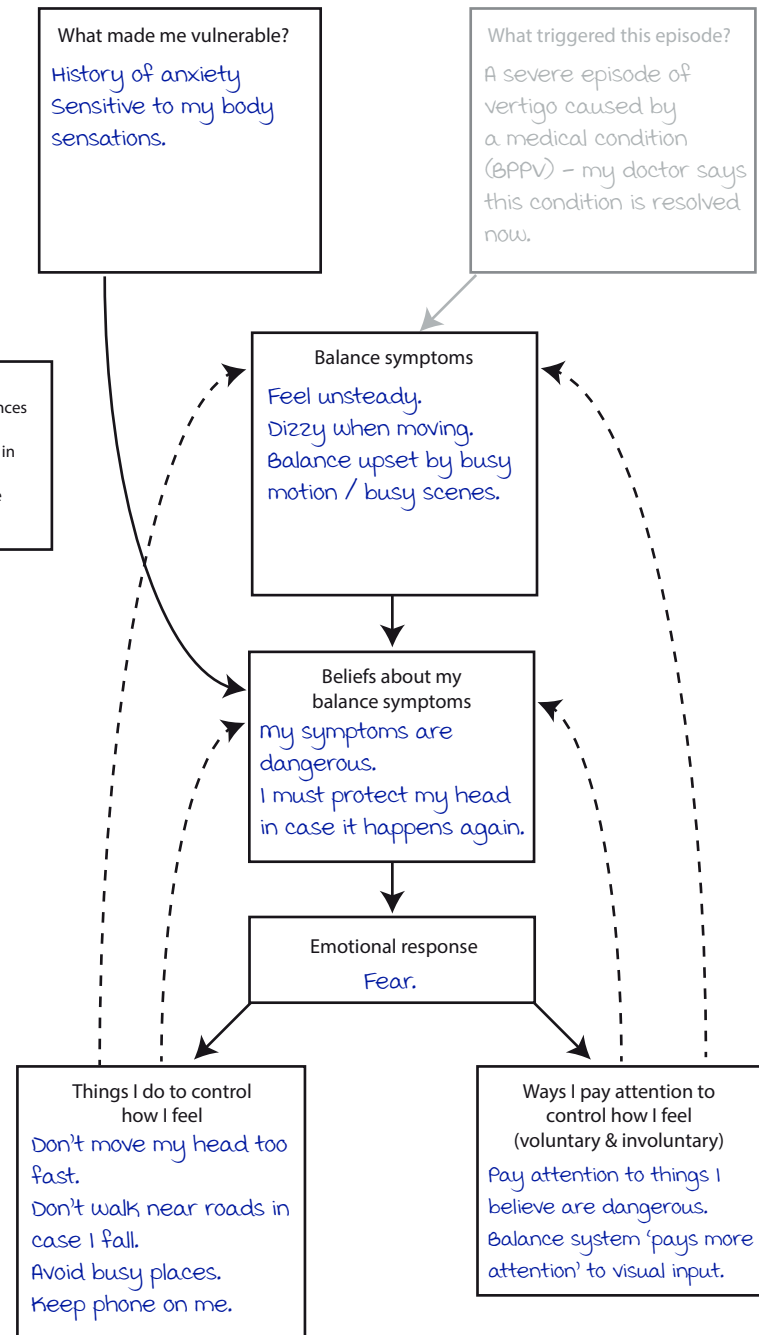 What made me vulnerable?
History of anxiety
Sensitive to my body
sensations.
What triggered this episode?
A severe episode of
vertigo caused by
a medical condition
(BPPV) – my doctor says
this condition is resolved
now.
nces
in
Balance symptoms
Feel unsteady.
Dizzy when moving.
Balance upset by busy
motion / busy scenes.
Beliefs about my
balance symptoms
My symptoms are
dangerous.
I must protect my head
in case it happens again.
Emotional response
Fear.
Things I do to control
how I feel
Don't move my head too
fast.
Don't walk near roads in
case I fall.
Avoid busy places.
Keep phone on me.
Ways I pay attention to
control how I feel
(voluntary & involuntary)
Pay attention to things I
believe are dangerous.
Balance system 'pays more
attention' to visual input.